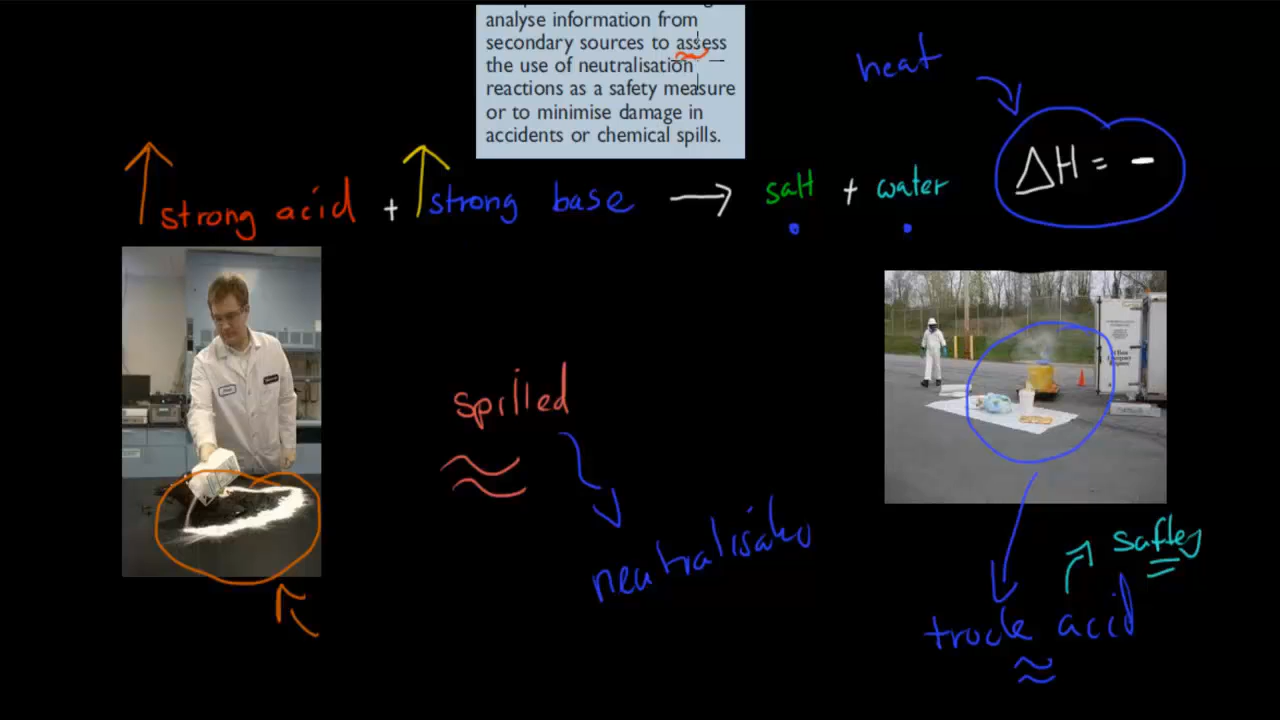 analyse information from
secondary sources to assess
the use of neutralisation
reactions as a safety measure
or to minimise damage in
accidents or chemical spills.
heat
ΔH = -
strong acid + strong base → salt + water
spilled
neutralisatio
saftey
truck acid